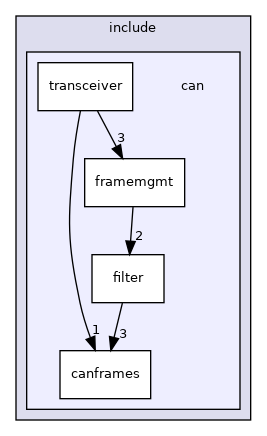 include
transceiver
can
3
framemgmt
2
filter
1
3
canframes